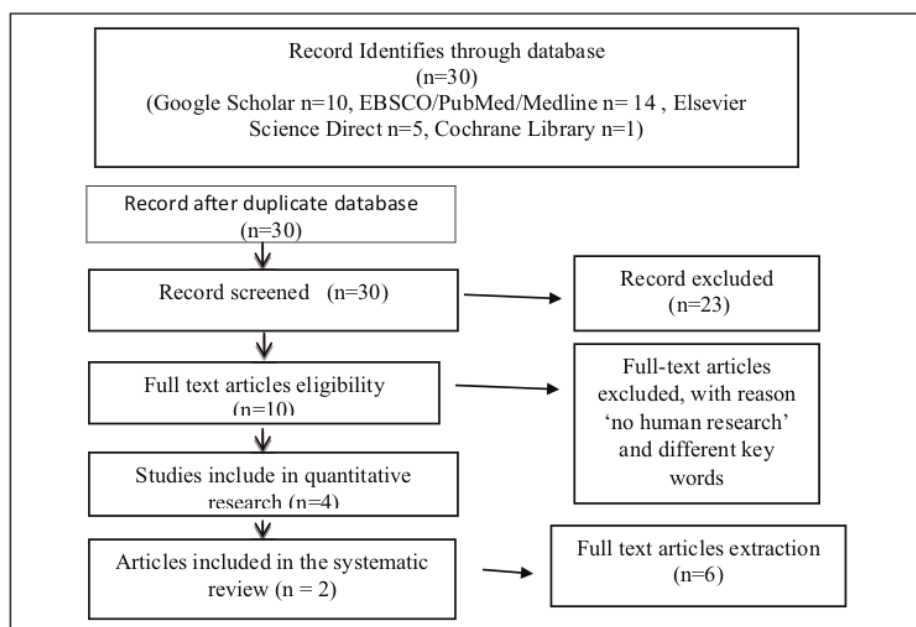 Record Identifies through database
(n=30)
(Google Scholar n=10, EBSCO/PubMed/Medline n= 14 , Elsevier
Science Direct n=5, Cochrane Library n=1)
Record after duplicate database
(n=30)
Record screened (n=30)
Record excluded
(n=23)
Full text articles eligibility
(n=10)
Full-text articles
excluded, with reason
‘no human research’
and different key
words
Studies include in quantitative
research (n=4)
Articles included in the systematic
review (n = 2)
Full text articles extraction
(n=6)